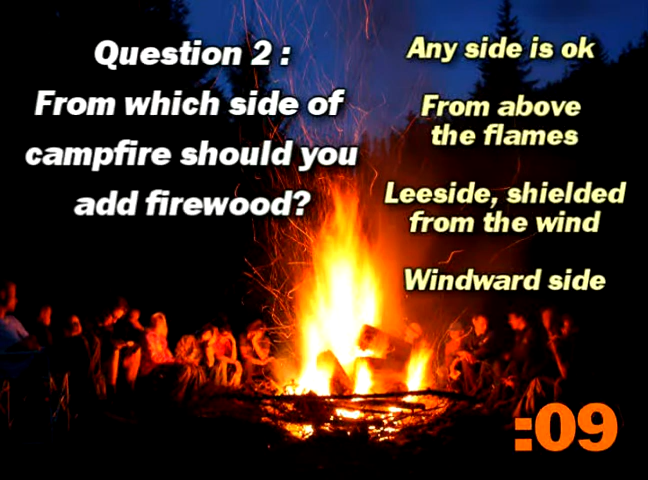 Question 2 :
From which side of
campfire should you
add firewood?
Any side is ok
From above
the flames
Leeside, shielded
from the wind
Windward side
:09